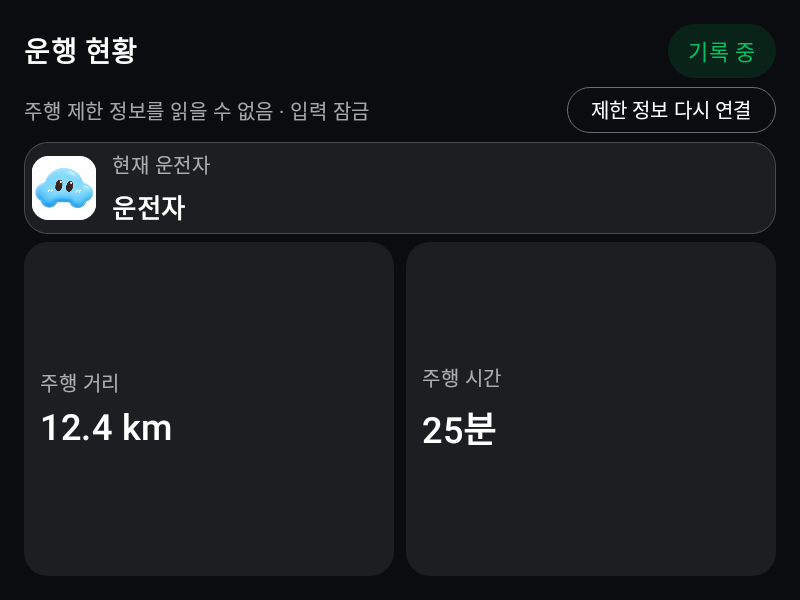 운행 현황
기록 중
주행 제한 정보를 읽을 수 없음 · 입력 잠금
제한 정보 다시 연결
현재 운전자
운전자
주행 거리
12.4 km
주행 시간
25분